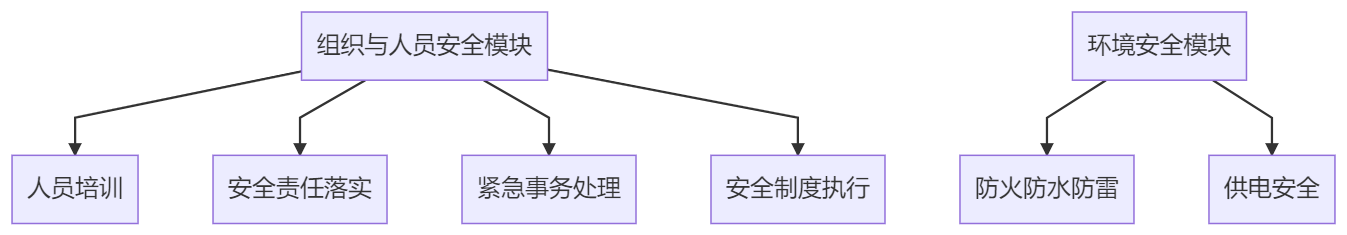 组织与人员安全模块
环境安全模块
人员培训
安全责任落实
紧急事务处理
安全制度执行
防火防水防雷
供电安全